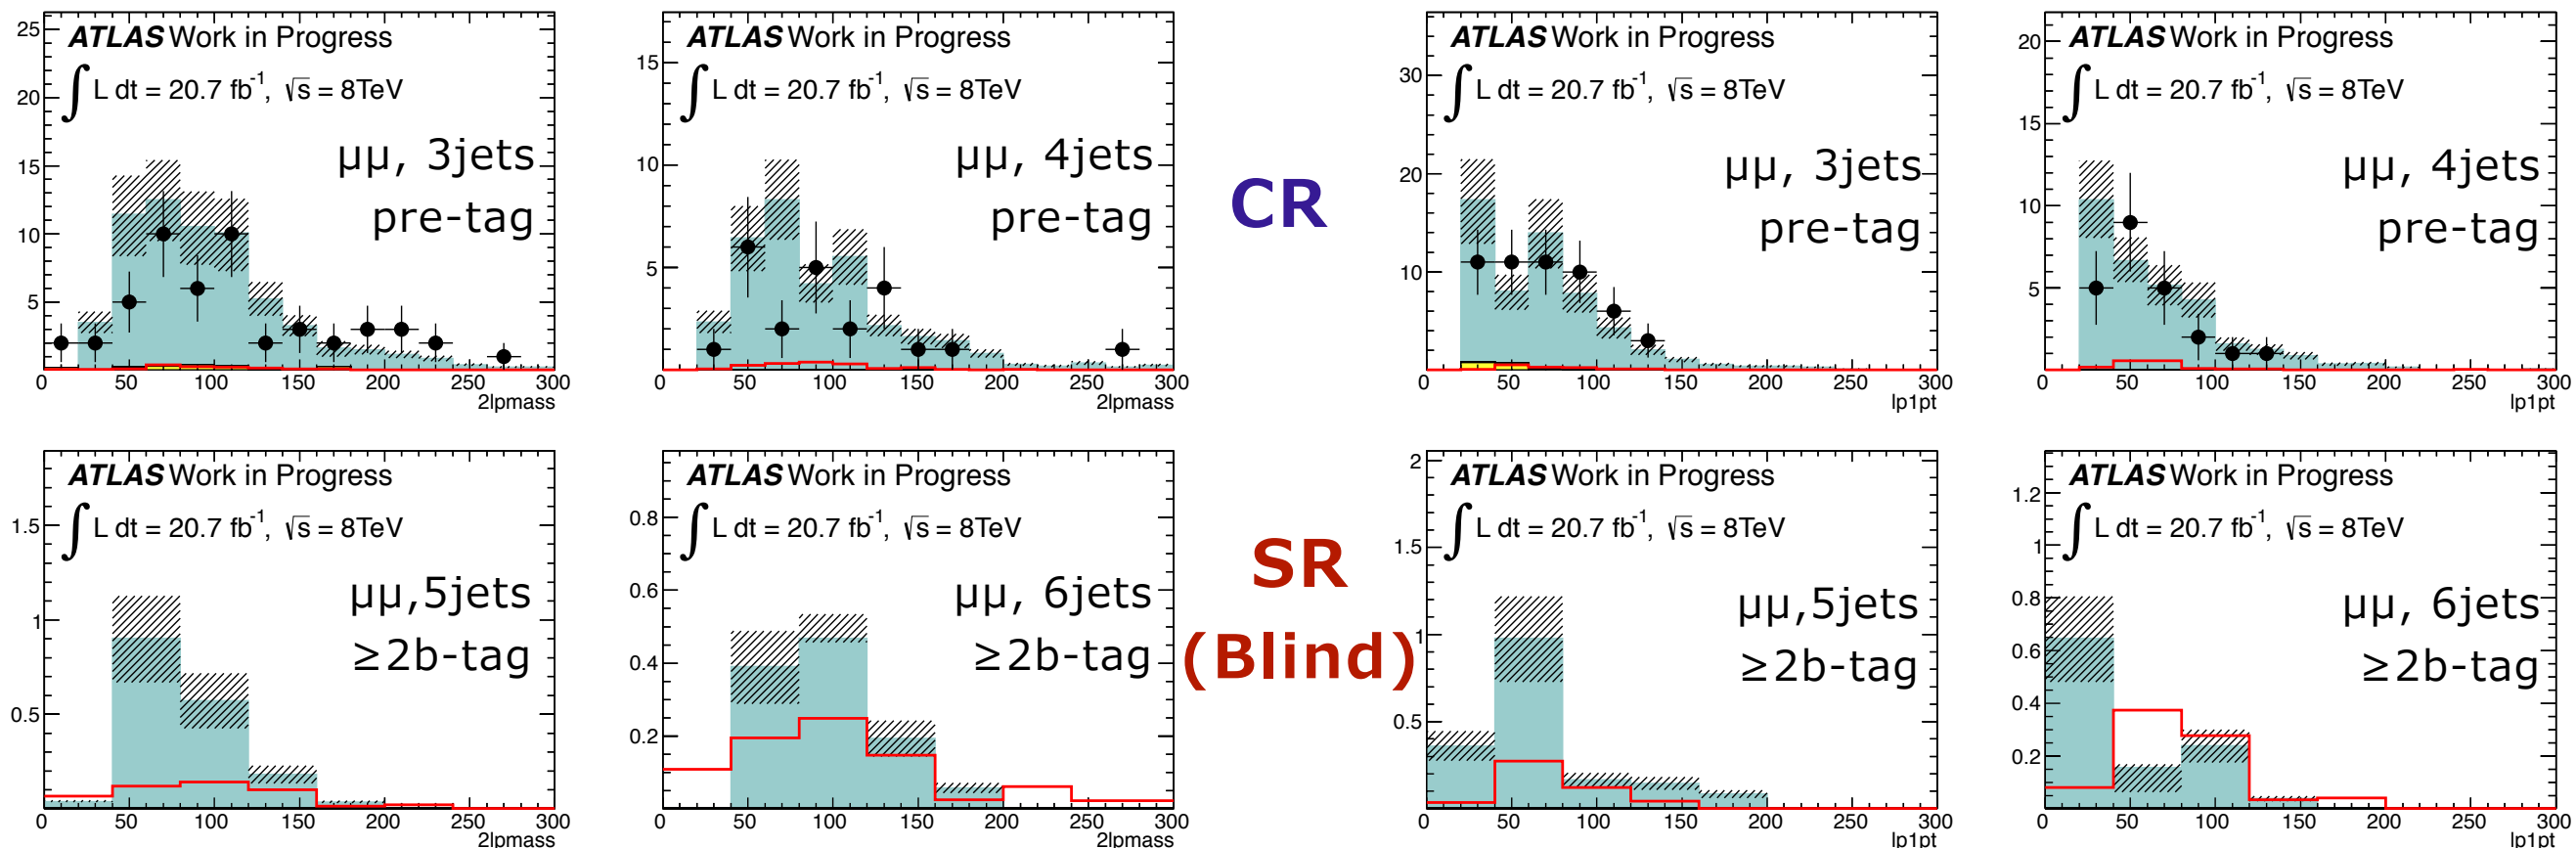 ATLAS Work in Progress
∫ L dt = 20.7 fb⁻¹, √s = 8TeV
μμ, 3jets
pre-tag
25
20
15
10
5
0 50 100 150 200 250 300
2lpmass
ATLAS Work in Progress
∫ L dt = 20.7 fb⁻¹, √s = 8TeV
μμ, 4jets
pre-tag
15
10
5
0 50 100 150 200 250 300
2lpmass
CR
ATLAS Work in Progress
∫ L dt = 20.7 fb⁻¹, √s = 8TeV
μμ, 3jets
pre-tag
30
20
10
0 50 100 150 200 250 300
lp1pt
ATLAS Work in Progress
∫ L dt = 20.7 fb⁻¹, √s = 8TeV
μμ, 4jets
pre-tag
20
15
10
5
0 50 100 150 200 250 300
lp1pt
ATLAS Work in Progress
∫ L dt = 20.7 fb⁻¹, √s = 8TeV
μμ,5jets
≥2b-tag
1.5
1
0.5
0 50 100 150 200 250 300
2lpmass
ATLAS Work in Progress
∫ L dt = 20.7 fb⁻¹, √s = 8TeV
μμ, 6jets
≥2b-tag
0.8
0.6
0.4
0.2
0 50 100 150 200 250 300
2lpmass
SR
(Blind)
ATLAS Work in Progress
∫ L dt = 20.7 fb⁻¹, √s = 8TeV
μμ,5jets
≥2b-tag
2
1.5
1
0.5
0 50 100 150 200 250 300
lp1pt
ATLAS Work in Progress
∫ L dt = 20.7 fb⁻¹, √s = 8TeV
μμ, 6jets
≥2b-tag
1.2
1
0.8
0.6
0.4
0.2
0 50 100 150 200 250 300
lp1pt